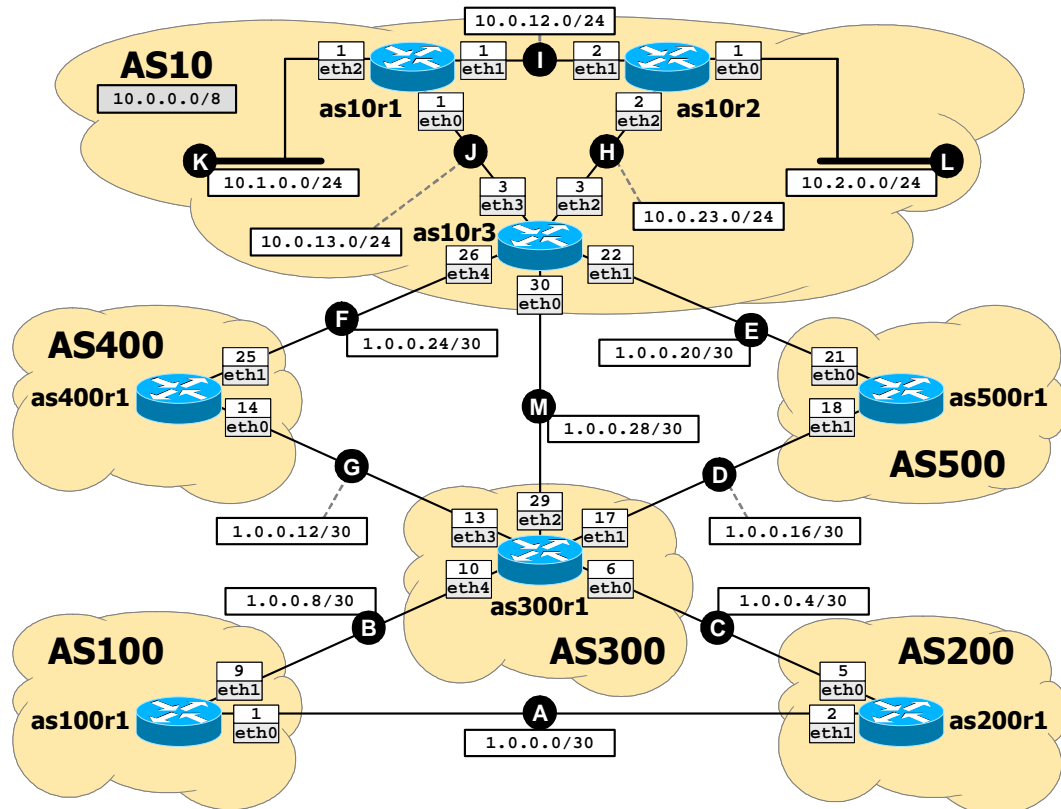 10.0.12.0/24
AS10
10.0.0.0/8
1
eth2
1
eth1
I
2
eth1
1
eth0
as10r1
as10r2
1
eth0
2
eth2
K
J
H
L
10.1.0.0/24
10.2.0.0/24
3
eth3
3
eth2
10.0.13.0/24
10.0.23.0/24
as10r3
26
eth4
22
eth1
30
eth0
F
E
1.0.0.24/30
1.0.0.20/30
AS400
25
eth1
as400r1
14
eth0
21
eth0
as500r1
18
eth1
M
1.0.0.28/30
AS500
G
D
1.0.0.12/30
1.0.0.16/30
13
eth3
29
eth2
17
eth1
10
eth4
6
eth0
as300r1
1.0.0.8/30
1.0.0.4/30
B
C
AS100
AS300
AS200
9
eth1
as100r1
1
eth0
5
eth0
2
eth1
as200r1
A
1.0.0.0/30